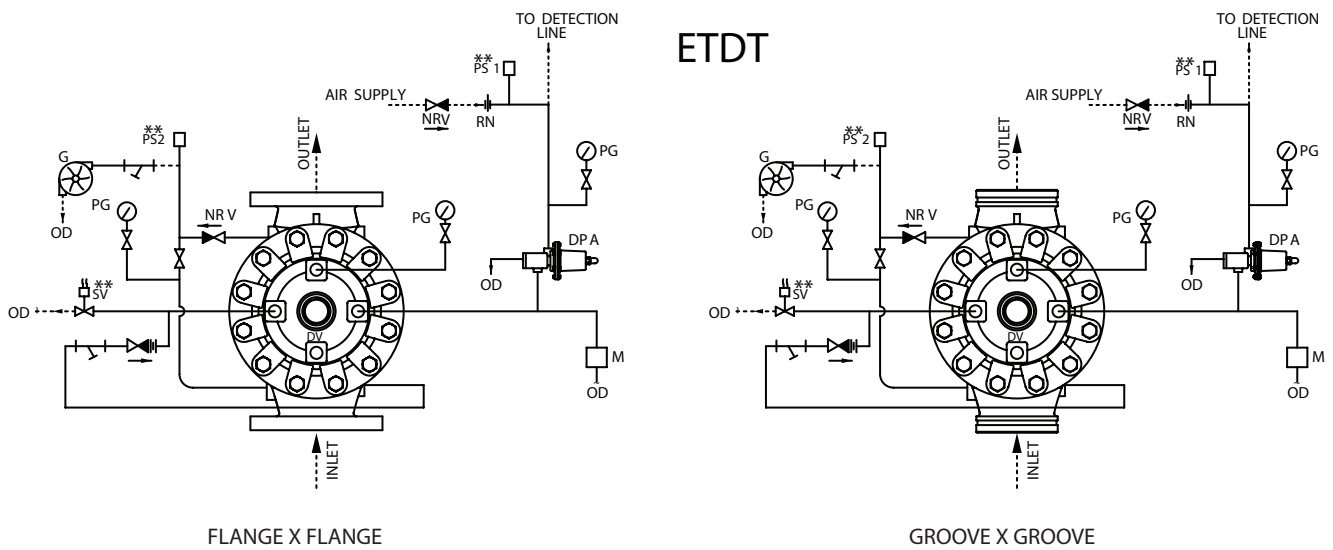 TO DETECTION
LINE
** PS 1
AIR SUPPLY
NRV
RN
** PS2
G
OUTLET
PG
PG
NR V
PG
OD
DP A
OD
** SV
OD
DV
M
OD
INLET
FLANGE X FLANGE
ETDT
TO DETECTION
LINE
** PS 1
AIR SUPPLY
NRV
RN
** PS 2
G
OUTLET
PG
PG
NR V
PG
OD
DP A
OD
** SV
OD
DV
M
OD
INLET
GROOVE X GROOVE